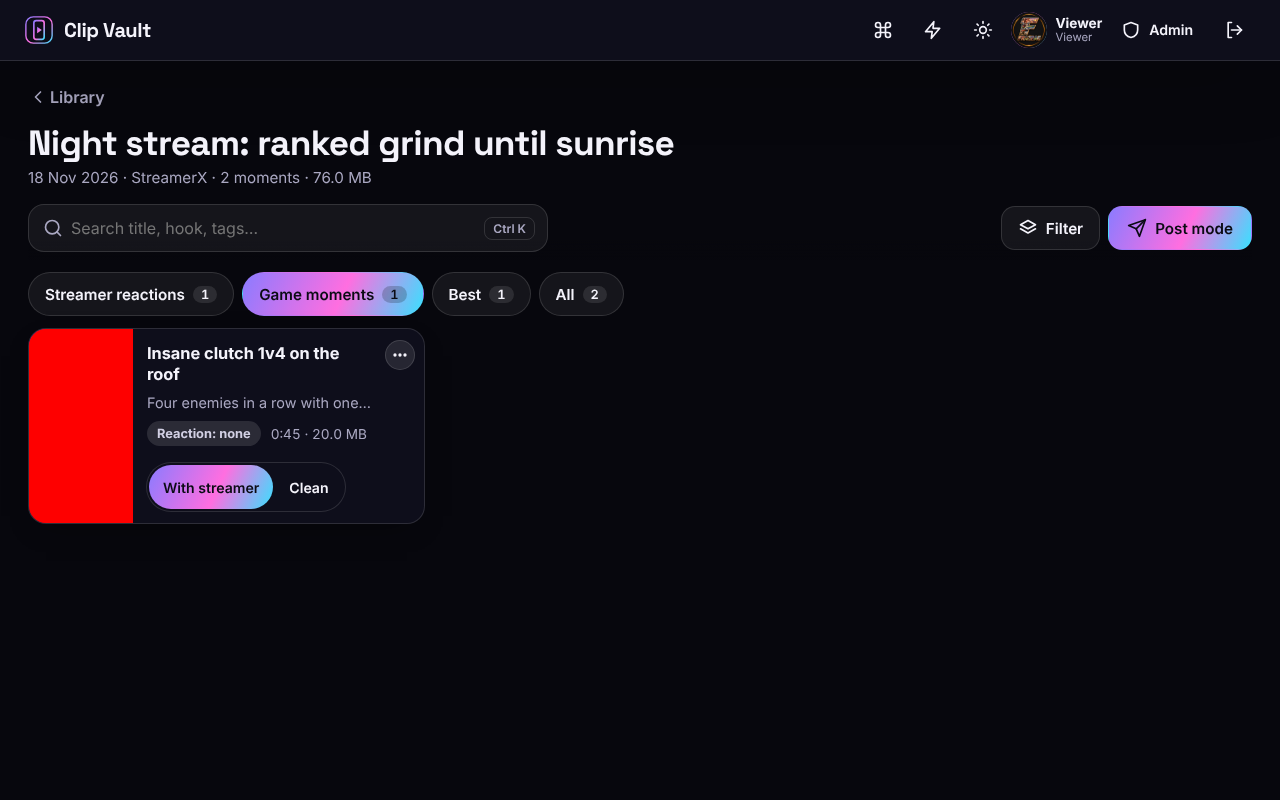 Clip Vault
Viewer
Viewer
Admin
Library
Night stream: ranked grind until sunrise
18 Nov 2026 · StreamerX · 2 moments · 76.0 MB
Search title, hook, tags...
Ctrl K
Filter
Post mode
Streamer reactions 1
Game moments 1
Best 1
All 2
Insane clutch 1v4 on the
roof
Four enemies in a row with one...
Reaction: none
0:45 · 20.0 MB
With streamer
Clean